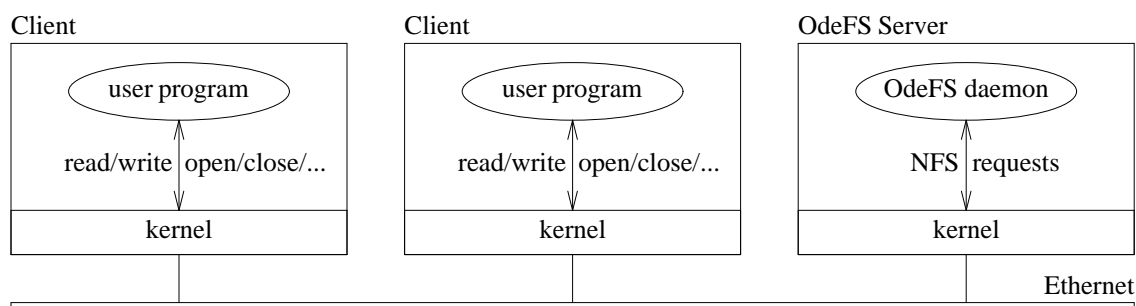 Client
Client
OdeFS Server
user program
user program
OdeFS daemon
read/write open/close/...
read/write open/close/...
NFS requests
kernel
kernel
kernel
Ethernet